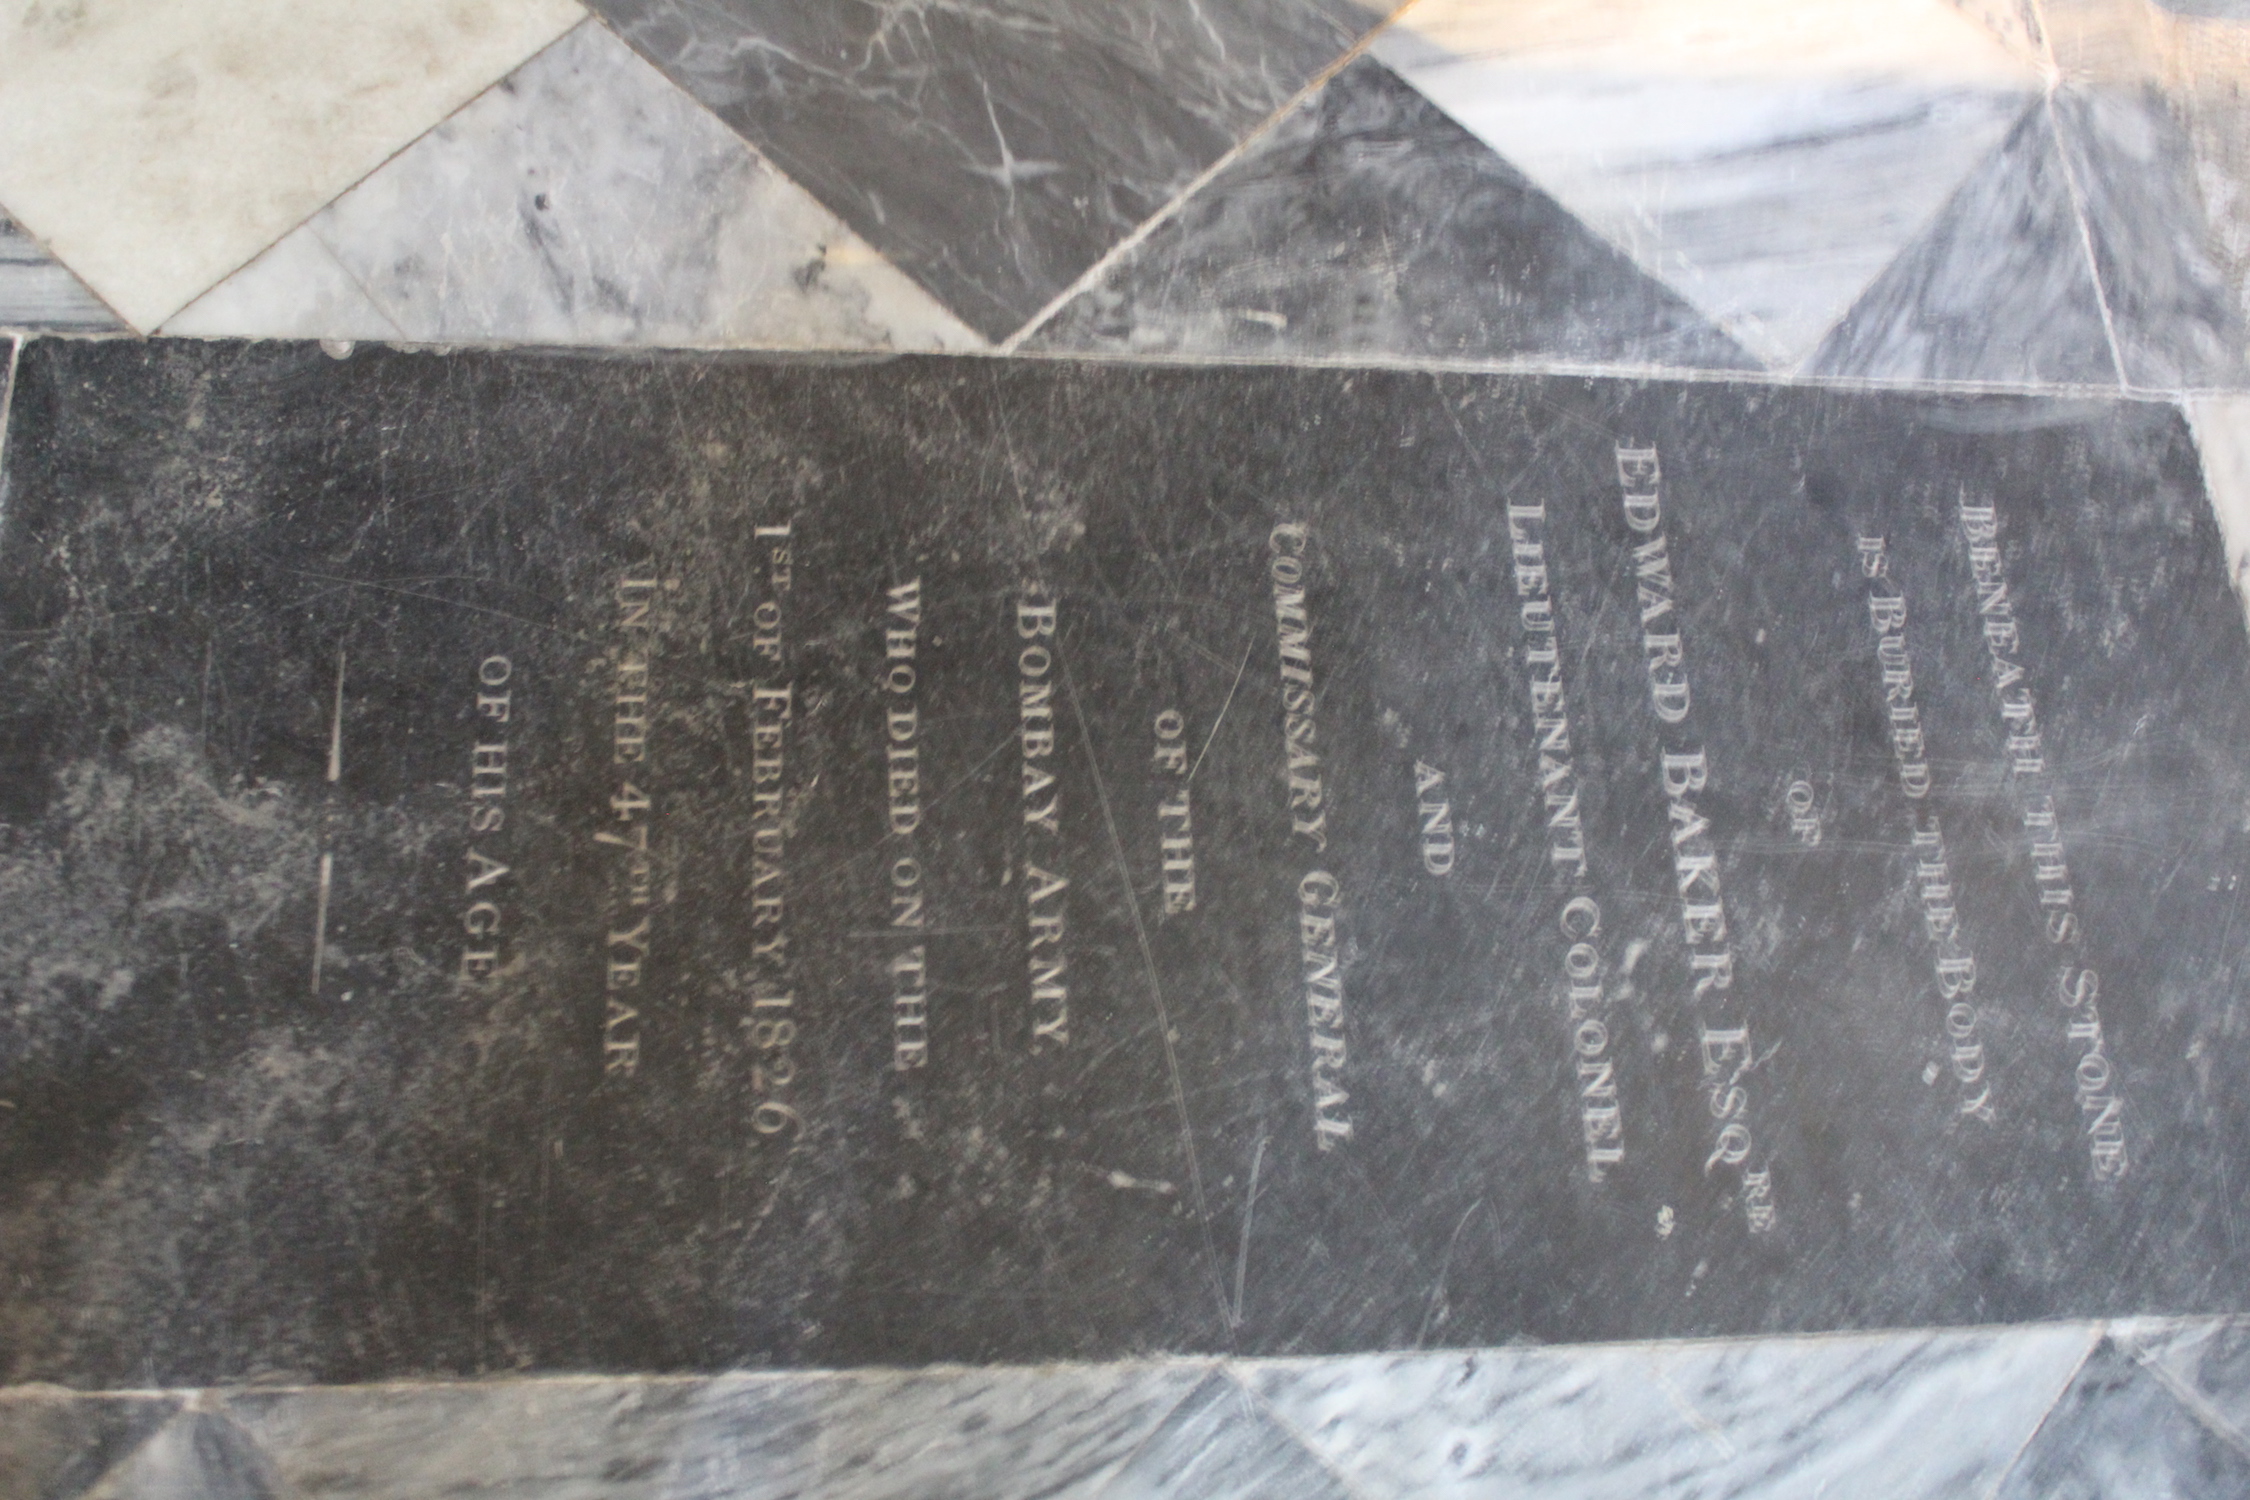 BENEATH THIS STONE
IS BURIED THE BODY
OF
EDWARD BAKER ESQRE
LIEUTENANT COLONEL
AND
COMMISSARY GENERAL
OF THE
BOMBAY ARMY,
WHO DIED ON THE
1ST OF FEBRUARY, 1826
IN THE 47TH YEAR
OF HIS AGE